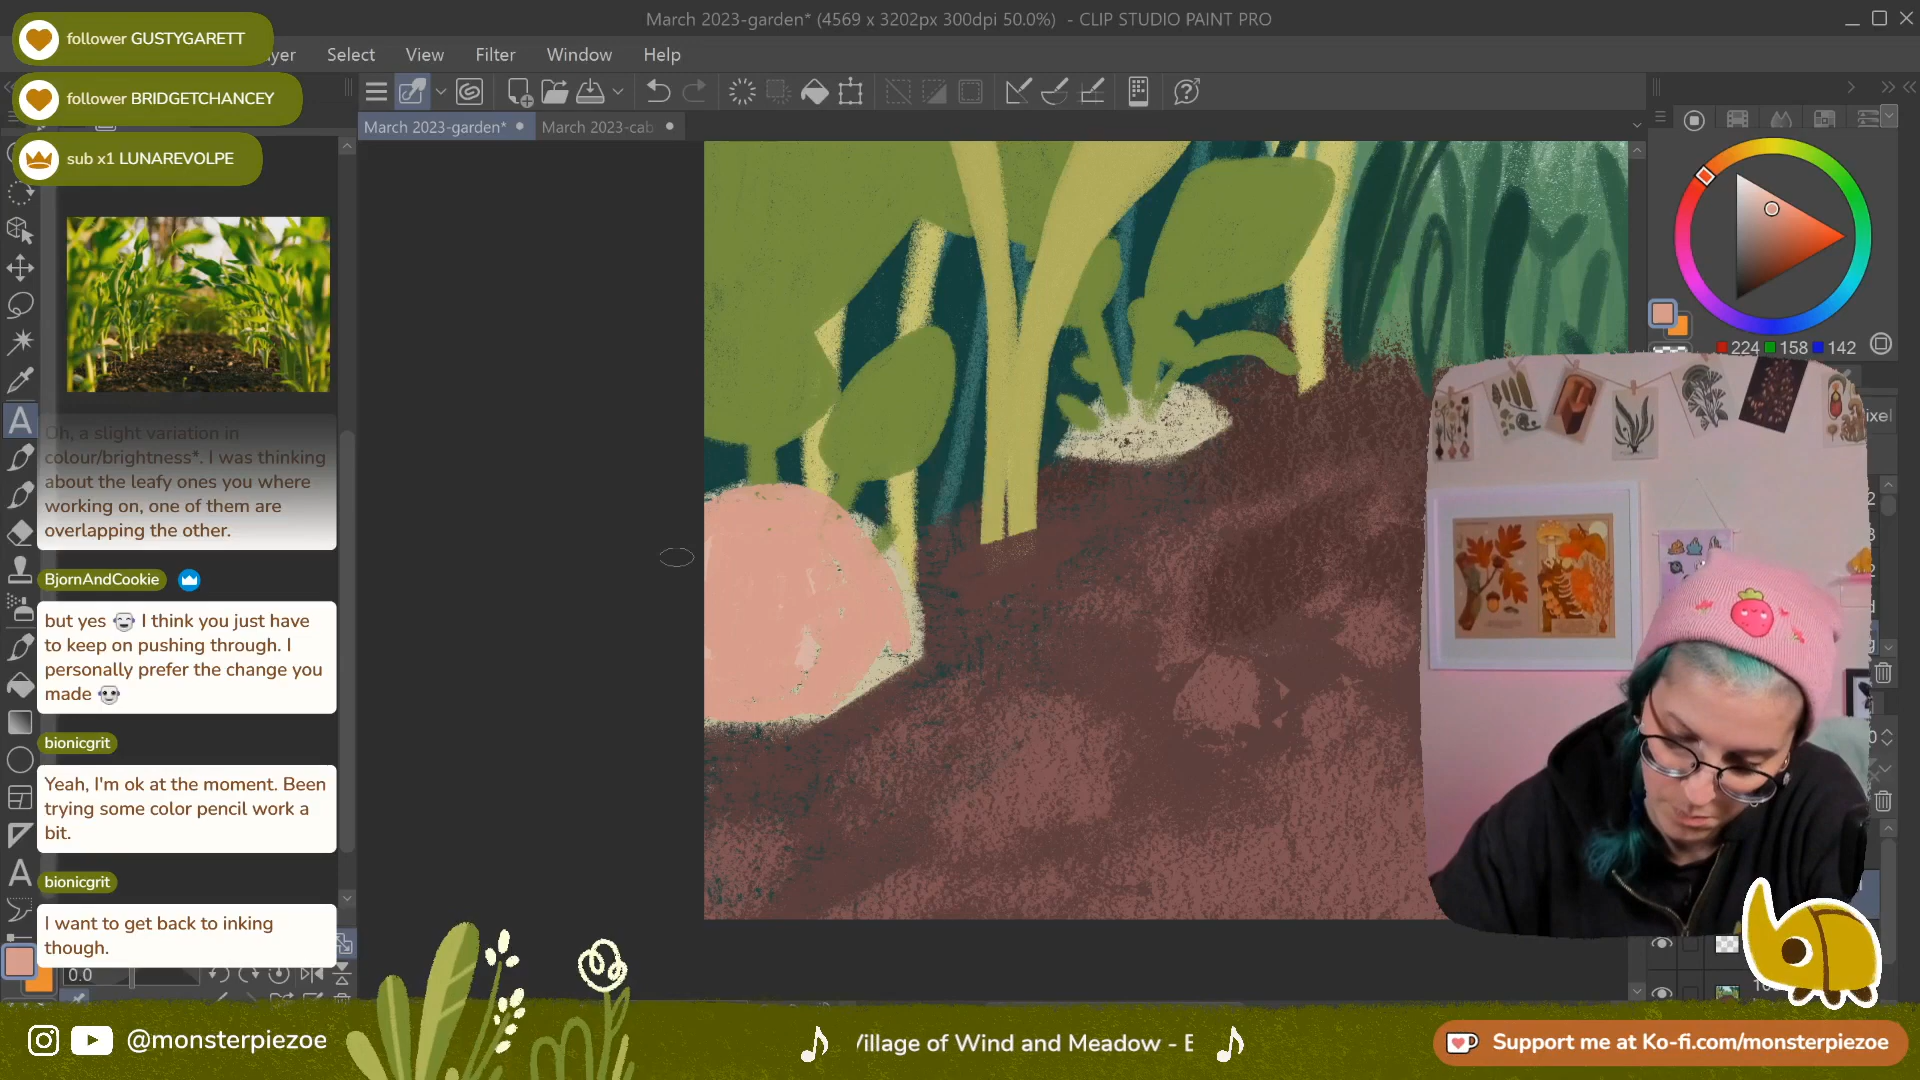 March 2023-garden* (4569 x 3202px 300dpi 50.0%) - CLIP STUDIO PAINT PRO
follower GUSTYGARETT
Select View Filter Window Help
follower BRIDGETCHANCEY
March 2023-garden*
March 2023-cab
sub x1 LUNAREVOLPE
224 158 142
Oh, a slight variation in
colour/brightness*. I was thinking
about the leafy ones you where
working on, one of them are
overlapping the other.
BjornAndCookie
but yes I think you just have
to keep on pushing through. I
personally prefer the change you
made
bionicgrit
Yeah, I'm ok at the moment. Been
trying some color pencil work a
bit.
bionicgrit
I want to get back to inking
though.
0.0
@monsterpiezoe
Village of Wind and Meadow -
Support me at Ko-fi.com/monsterpiezoe